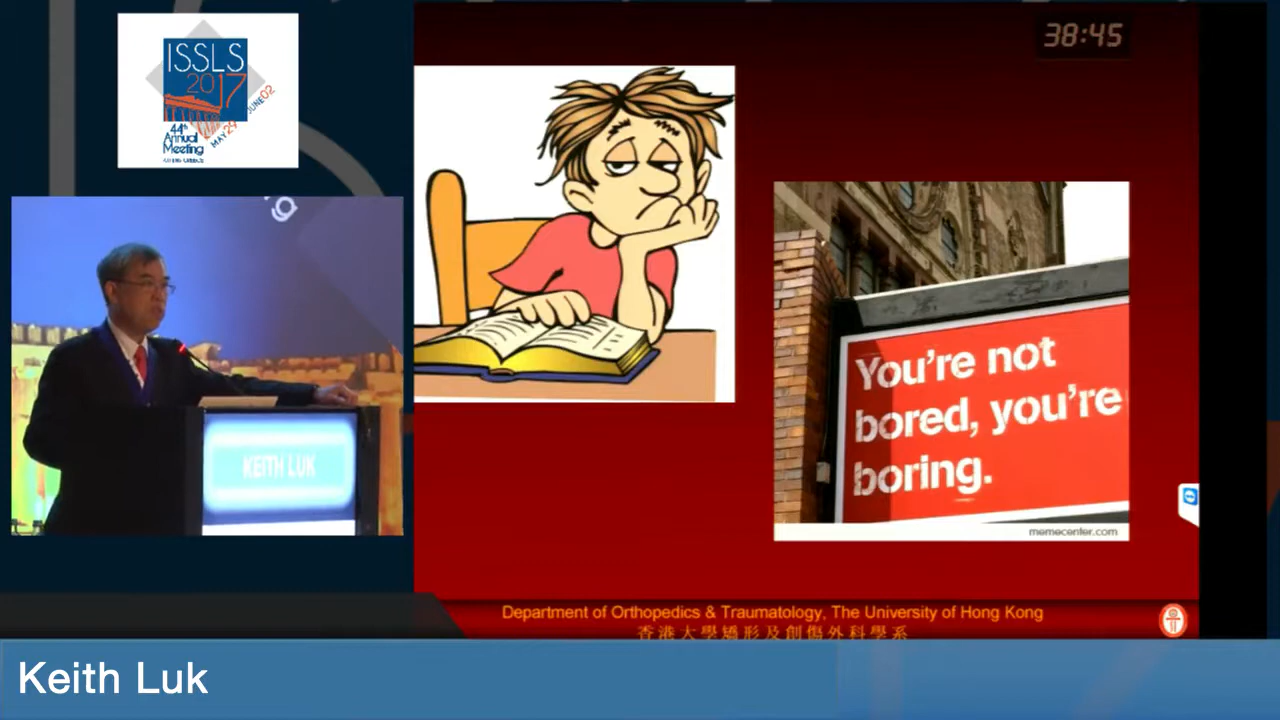 ISSLS
2017
44th
Annual
Meeting
MAY24
JUNE02
38:45
KEITH LUK
You're not
bored, you're
boring.
memecenter.com
Department of Orthopedics & Traumatology, The University of Hong Kong
香港大學矯形及創傷外科學系
Keith Luk